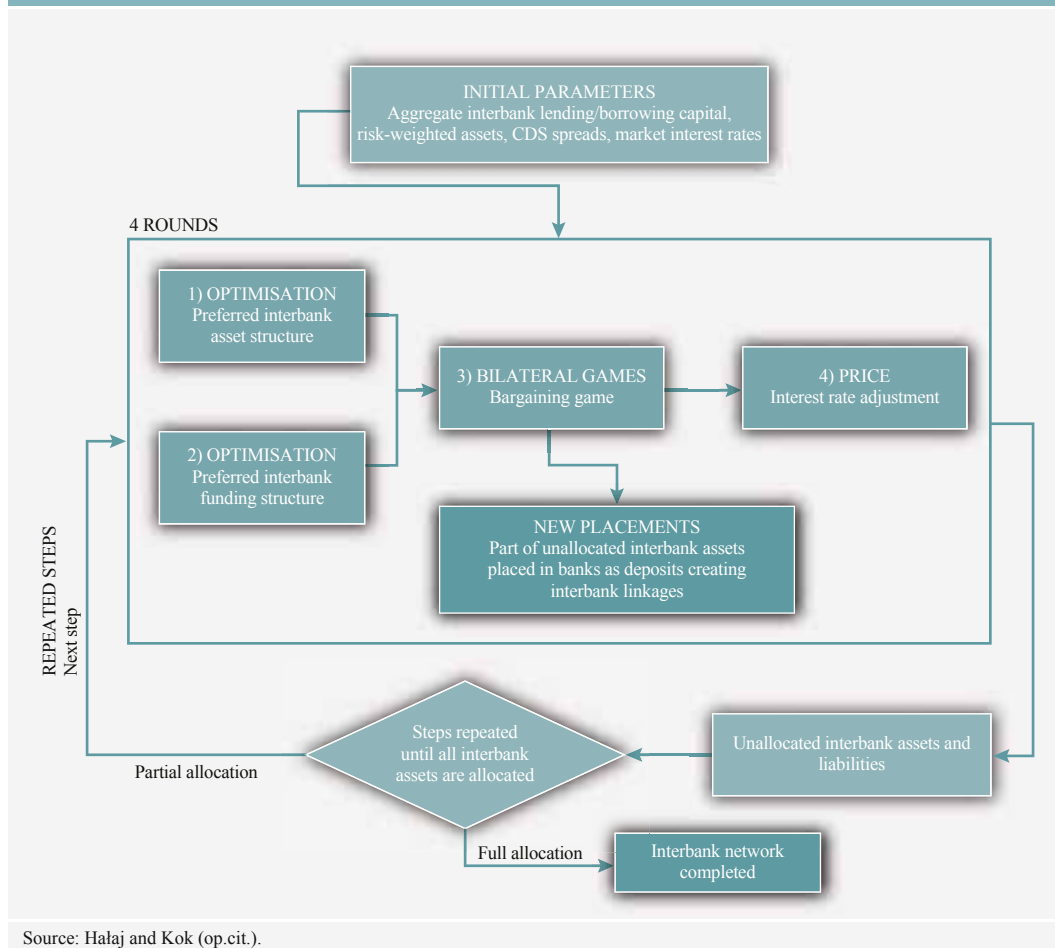 INITIAL PARAMETERS
Aggregate interbank lending/borrowing capital,
risk-weighted assets, CDS spreads, market interest rates
4 ROUNDS
1) OPTIMISATION
Preferred interbank
asset structure
2) OPTIMISATION
Preferred interbank
funding structure
3) BILATERAL GAMES
Bargaining game
4) PRICE
Interest rate adjustment
NEW PLACEMENTS
Part of unallocated interbank assets
placed in banks as deposits creating
interbank linkages
REPEATED STEPS
Next step
Unallocated interbank assets and
liabilities
Steps repeated
until all interbank
assets are allocated
Partial allocation
Full allocation
Interbank network
completed
Source: Hałaj and Kok (op.cit.).